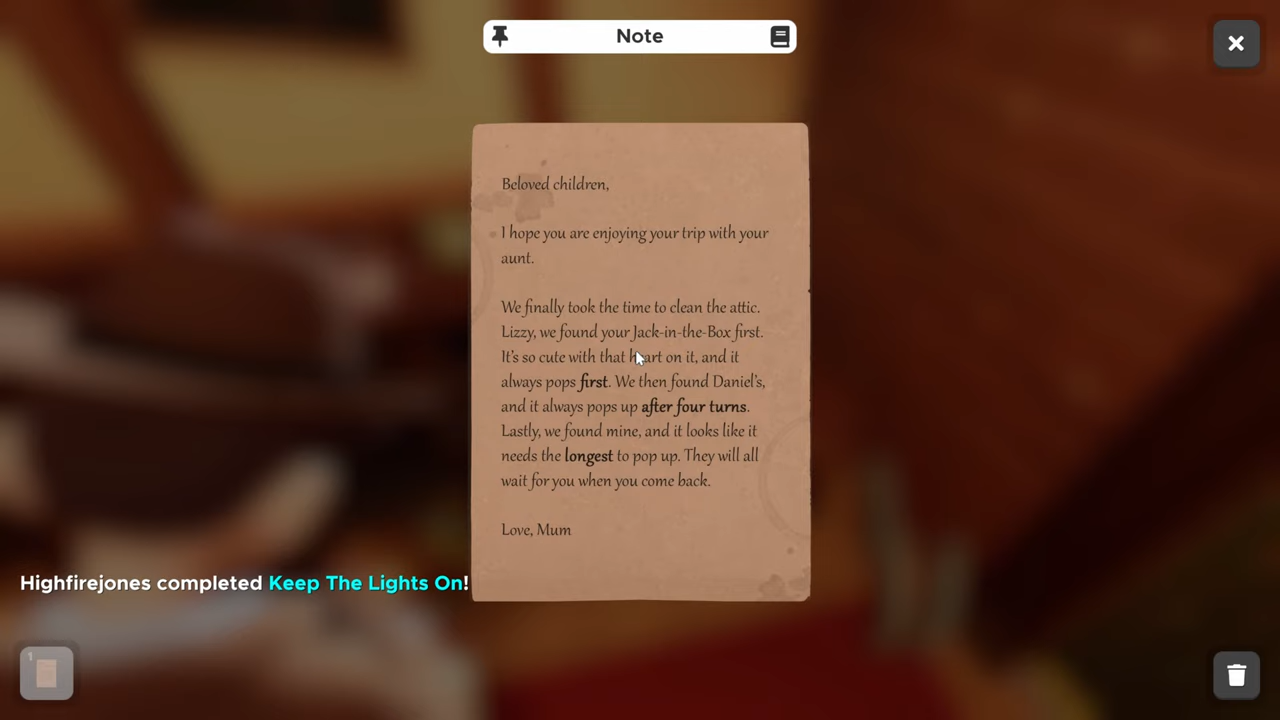 Note
Beloved children,
I hope you are enjoying your trip with your
aunt.
We finally took the time to clean the attic.
Lizzy, we found your Jack-in-the-Box first.
It's so cute with that heart on it, and it
always pops first. We then found Daniel's,
and it always pops up after four turns.
Lastly, we found mine, and it looks like it
needs the longest to pop up. They will all
wait for you when you come back.
Love, Mum
Highfirejones completed Keep The Lights On!
1